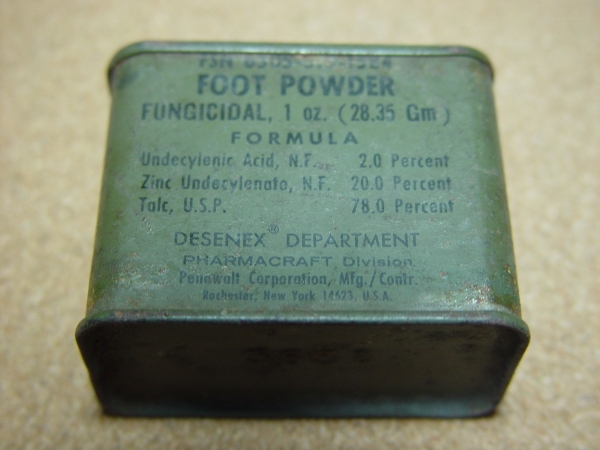 FSN
FOOT POWDER
FUNGICIDAL, 1 oz. (28.35 Gm)
FORMULA
Undecylenic Acid, N.F. 2.0 Percent
Zinc Undecylenate, N.F. 20.0 Percent
Talc, U.S.P. 78.0 Percent
DESENEX® DEPARTMENT
PHARMACRAFT Division
Pennwalt Corporation, Mfg./Contr.
Rochester, New York 14623, U.S.A.